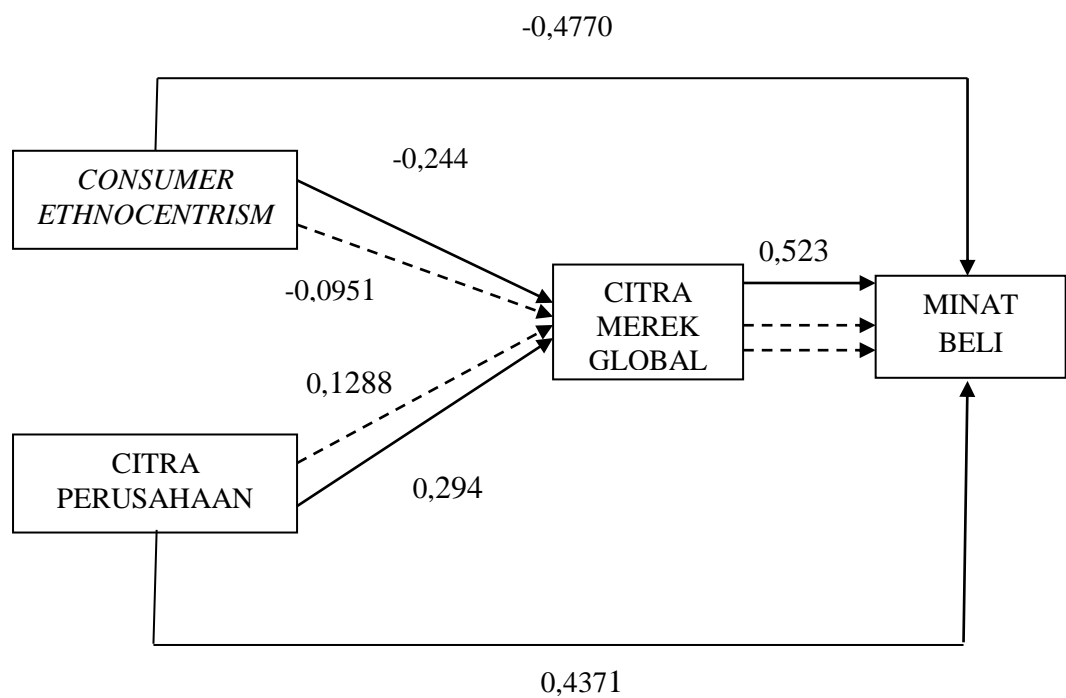 -0,4770
-0,244
CONSUMER
ETHNOCENTRISM
0,523
-0,0951
CITRA
MEREK
GLOBAL
MINAT
BELI
0,1288
CITRA
PERUSAHAAN
0,294
0,4371